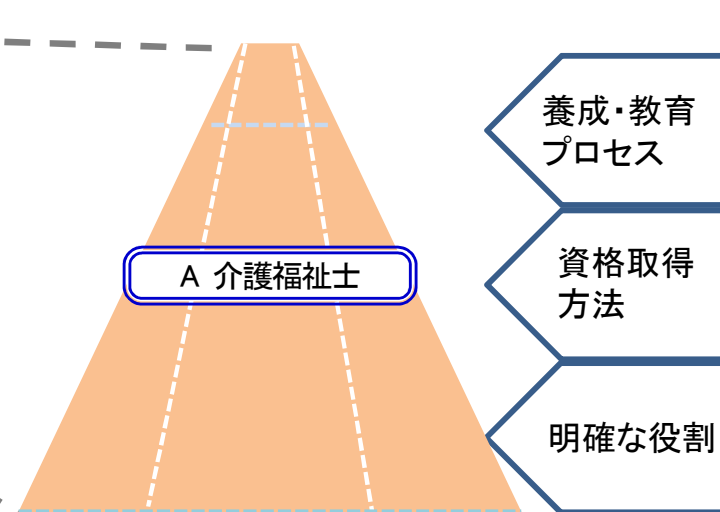 養成・教育
プロセス
A 介護福祉士
資格取得
方法
明確な役割